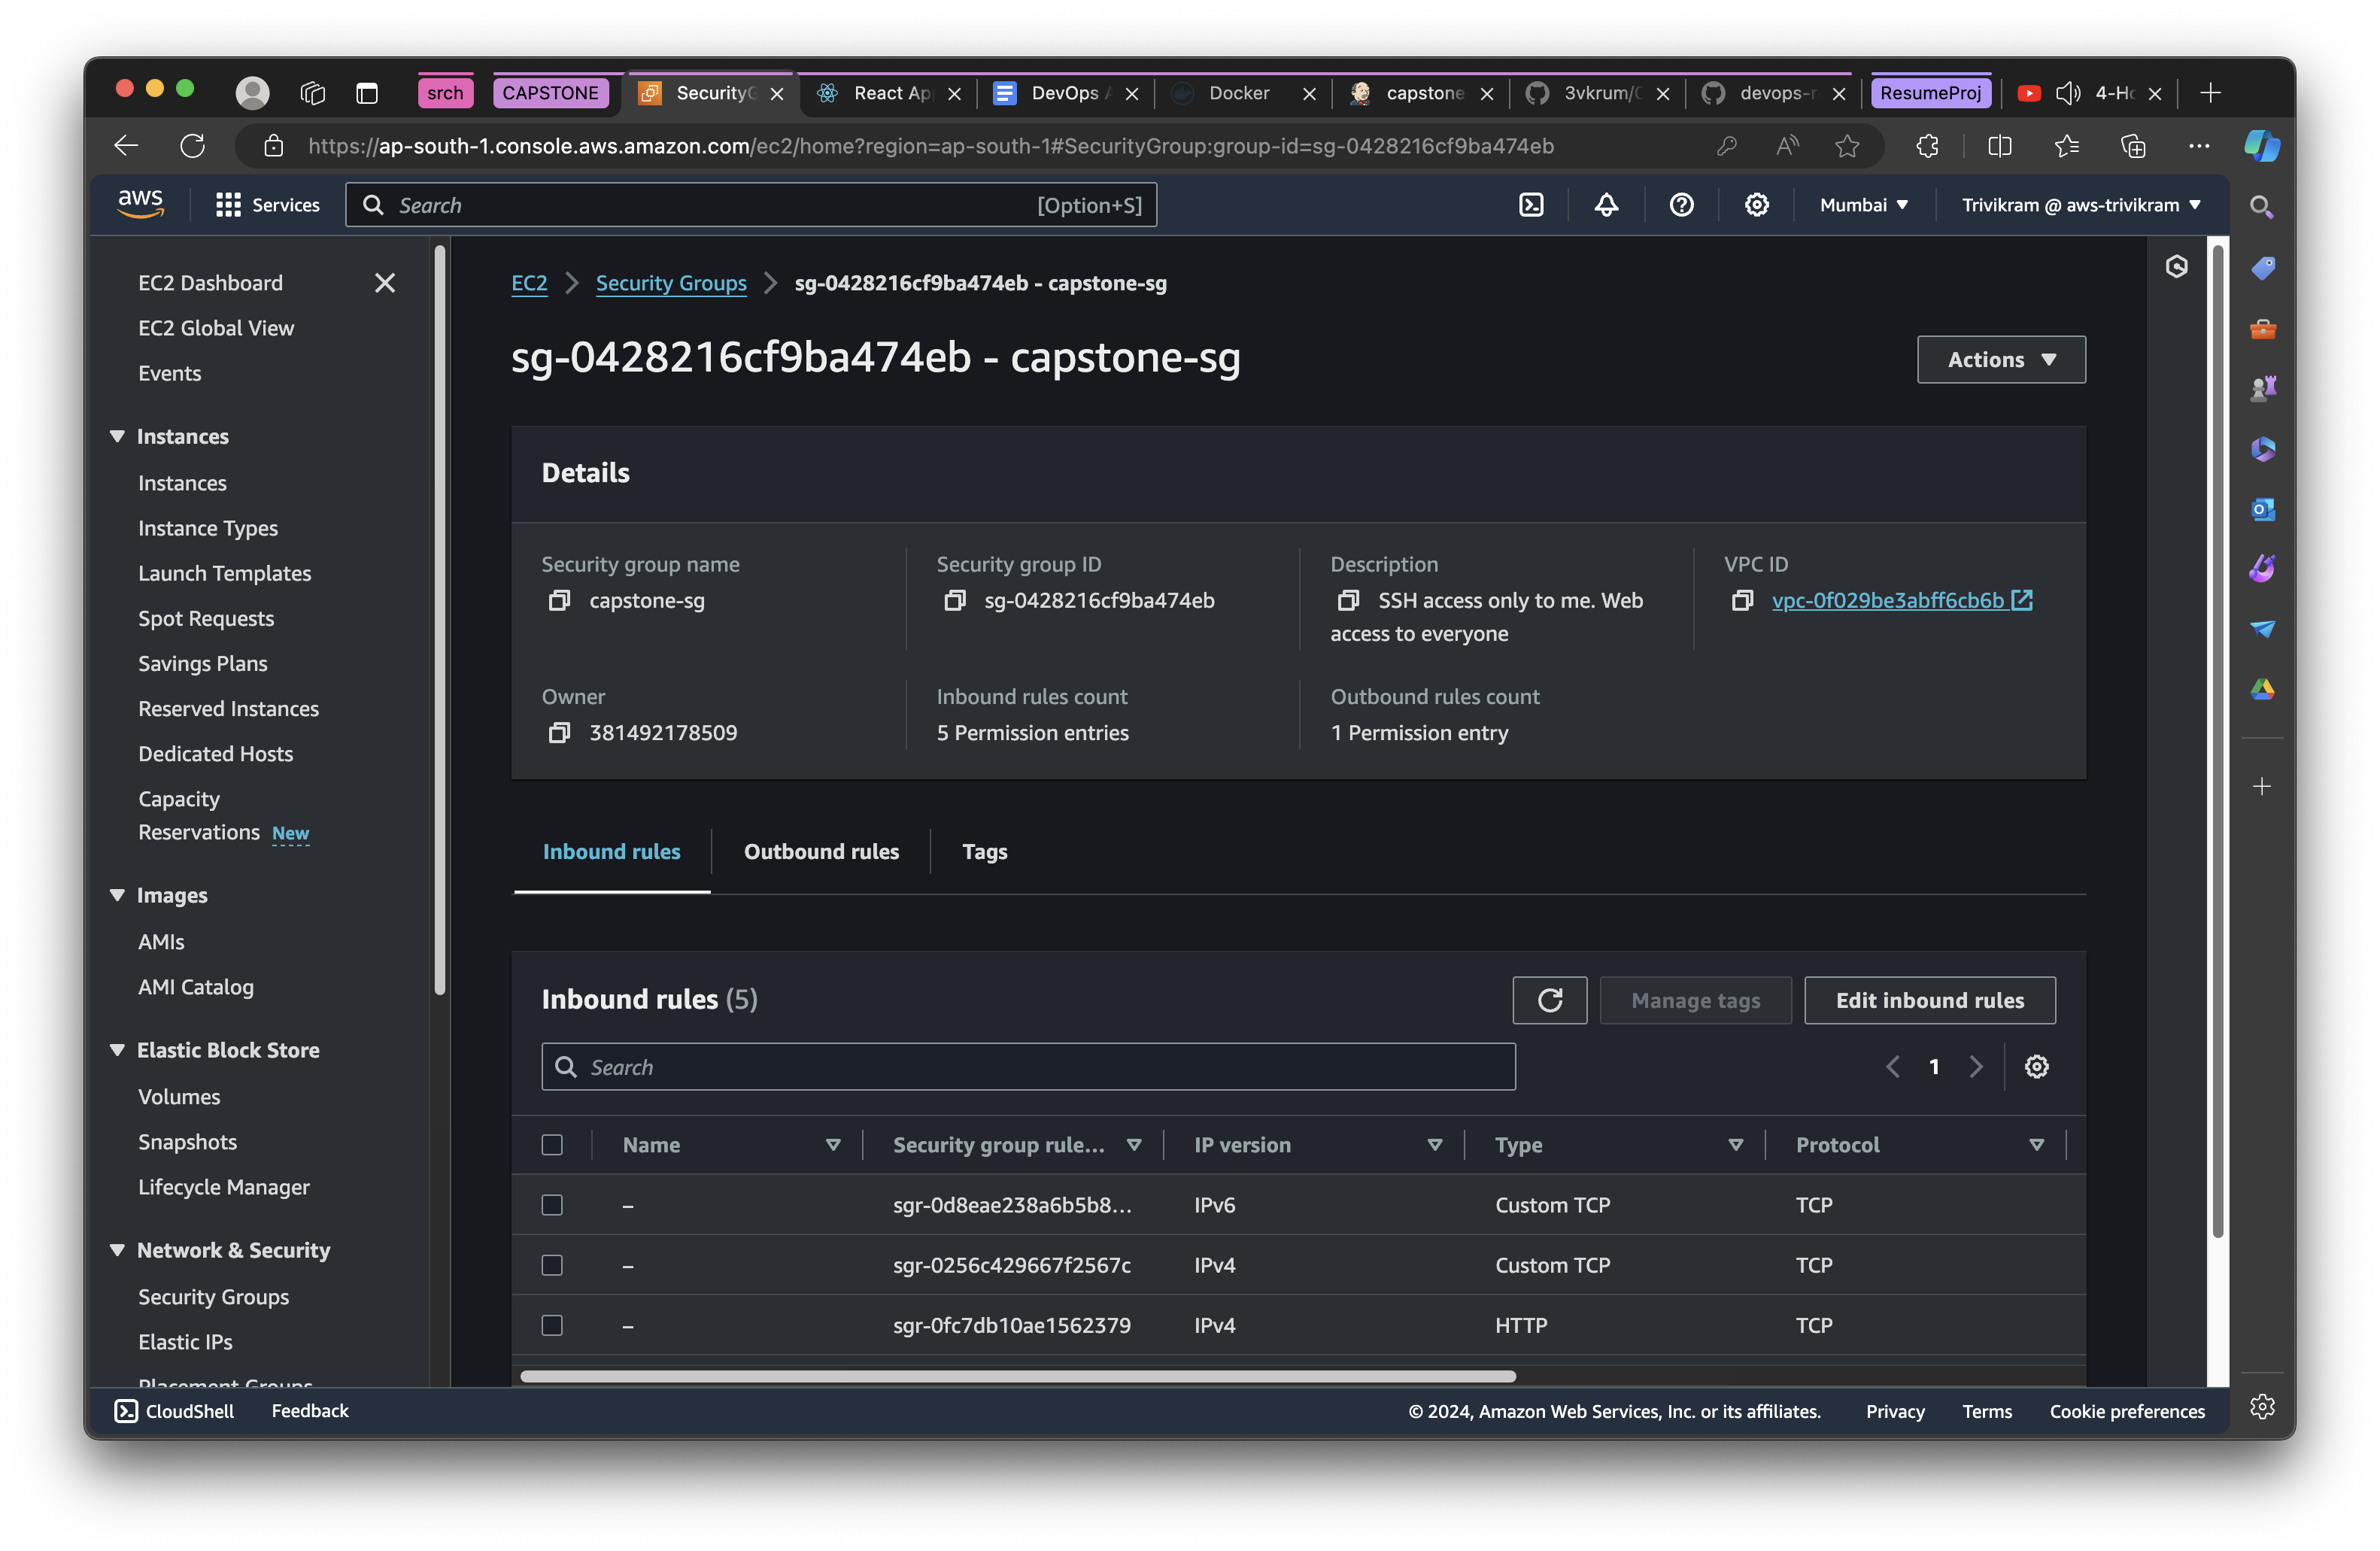 srch
CAPSTONE
SecurityG
React Ap
DevOps A
Docker
capstone
3vkrum/C
devops-r
ResumeProj
4-Ho
https://ap-south-1.console.aws.amazon.com/ec2/home?region=ap-south-1#SecurityGroup:group-id=sg-0428216cf9ba474eb
aws
Services
Search
[Option+S]
Mumbai
Trivikram @ aws-trivikram
EC2 Dashboard
EC2 Global View
Events
Instances
Instances
Instance Types
Launch Templates
Spot Requests
Savings Plans
Reserved Instances
Dedicated Hosts
Capacity
Reservations New
Images
AMIs
AMI Catalog
Elastic Block Store
Volumes
Snapshots
Lifecycle Manager
Network & Security
Security Groups
Elastic IPs
Placement Groups
EC2
Security Groups
sg-0428216cf9ba474eb - capstone-sg
sg-0428216cf9ba474eb - capstone-sg
Actions
Details
Security group name
capstone-sg
Security group ID
sg-0428216cf9ba474eb
Description
SSH access only to me. Web
access to everyone
VPC ID
vpc-0f029be3abff6cb6b
Owner
381492178509
Inbound rules count
5 Permission entries
Outbound rules count
1 Permission entry
Inbound rules
Outbound rules
Tags
Inbound rules (5)
Manage tags
Edit inbound rules
Search
1
Name Security group rule... IP version Type Protocol
– sgr-0d8eae238a6b5b8... IPv6 Custom TCP TCP
– sgr-0256c429667f2567c IPv4 Custom TCP TCP
– sgr-0fc7db10ae1562379 IPv4 HTTP TCP
CloudShell
Feedback
© 2024, Amazon Web Services, Inc. or its affiliates.
Privacy
Terms
Cookie preferences